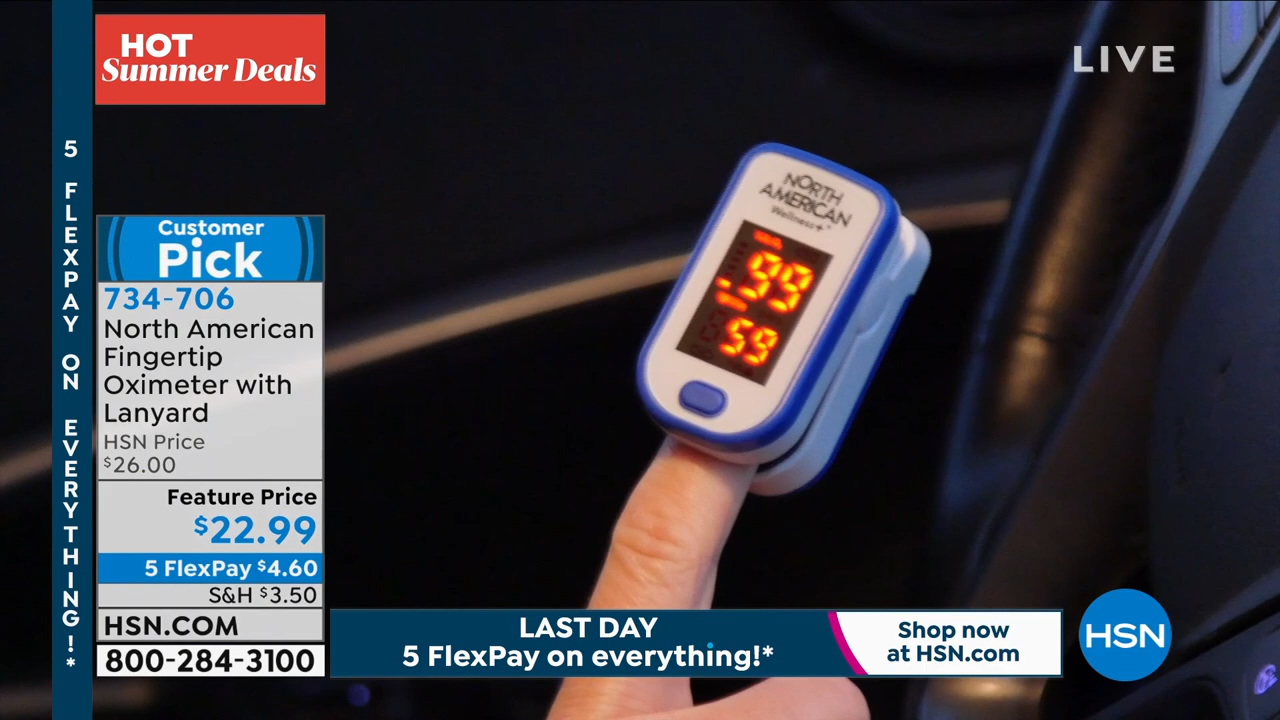 HOT
Summer Deals
LIVE
5 FLEXPAY ON EVERYTHING!*
Customer
Pick
734-706
North American
Fingertip
Oximeter with
Lanyard
HSN Price
$26.00
Feature Price
$22.99
5 FlexPay $4.60
S&H $3.50
HSN.COM
800-284-3100
NORTH
AMERICAN
Wellness+
99
59
LAST DAY
5 FlexPay on everything!*
Shop now
at HSN.com
HSN